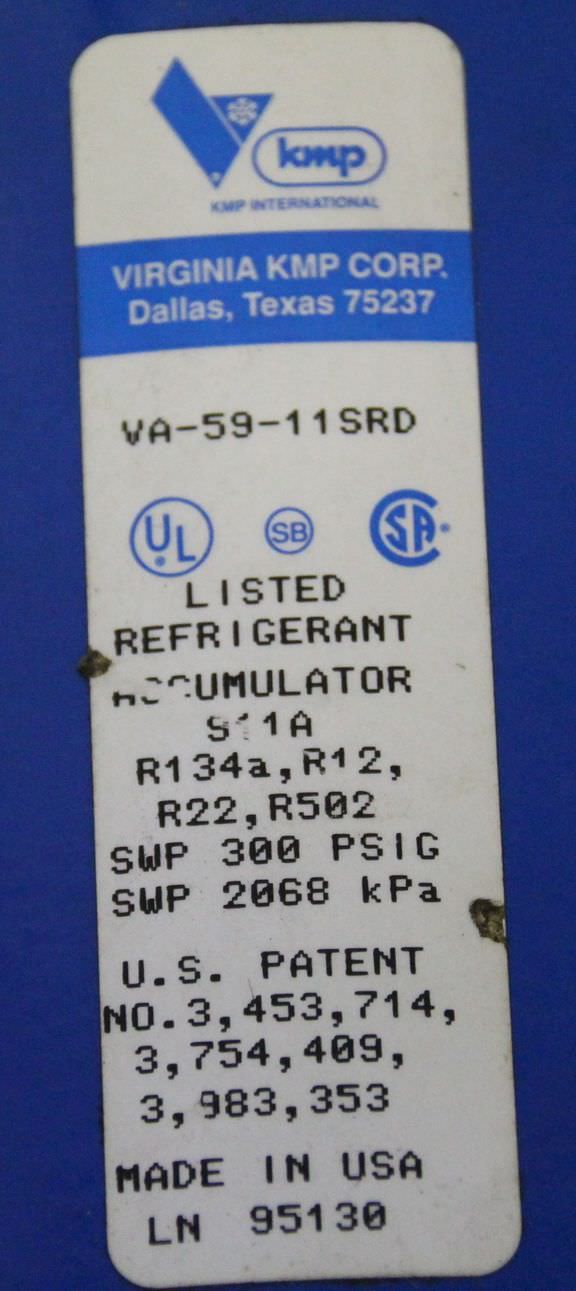 kmp
KMP INTERNATIONAL
VIRGINIA KMP CORP.
Dallas, Texas 75237
VA-59-11SRD
UL SB SA
LISTED
REFRIGERANT
ACCUMULATOR
R134a,R12,
R22,R502
SWP 300 PSIG
SWP 2068 kPa
U.S. PATENT
NO.3,453,714,
3,754,409,
3,983,353
MADE IN USA
LN 95130